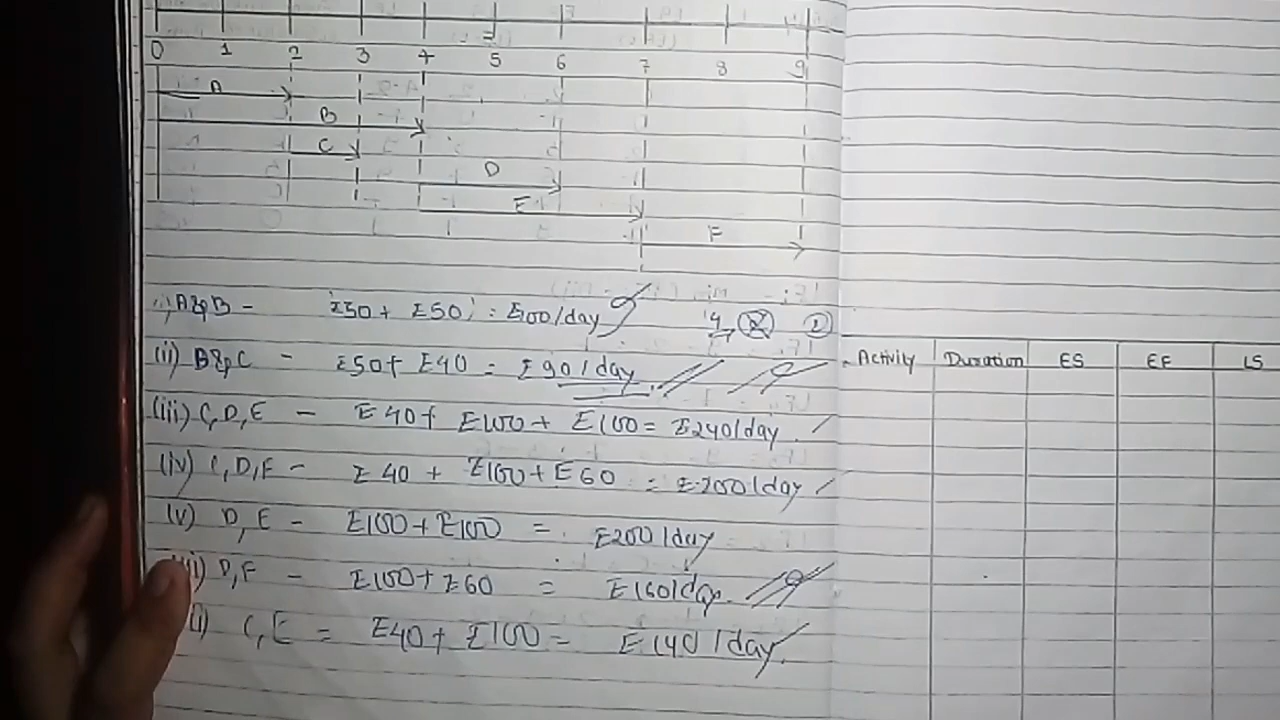 0 1 2 3 4 5 6 7 8 9
A
B
C
D
E
F
(i) A&B - £50 + £50 = £100/day
(ii) B&C - £50+ £40 = £90/day
(iii) C,D,E - £40+ £100+ £100= £240/day.
(iv) C,D,F - £40 + £100+£60 = £200/day
(v) D,E - £100+£100 = £200/day
D,F - £100+£60 = £160/day.
C,E = £40+ £100= £140/day.
Activity Duration ES EF LS